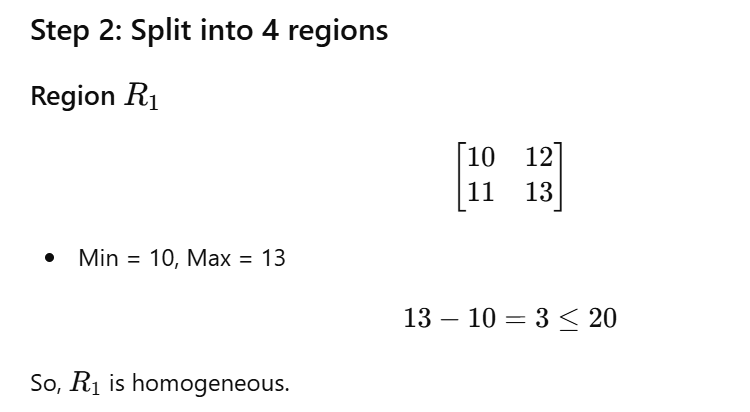 Step 2: Split into 4 regions
Region R₁
[10 12
11 13]
• Min = 10, Max = 13
13 − 10 = 3 ≤ 20
So, R₁ is homogeneous.